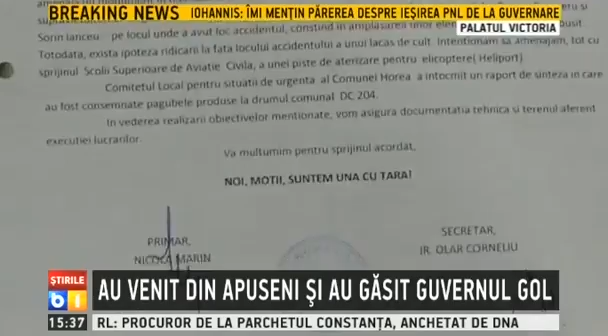 BREAKING NEWS
IOHANNIS: ÎMI MENȚIN PĂREREA DESPRE IEȘIREA PNL DE LA GUVERNARE
PALATUL VICTORIA
Sorin Ianceu pe locul unde a avut loc accidentul, constind in amplasarea unor
Totodata, exista ipoteza ridicarii la fata locului accidentului a unui lacas de cult. Intentionam sa amenajam, tot cu
sprijinul Scolii Superioare de Aviatie Civila, a unei piste de aterizare pentru elicoptere( Heliport)
Comitetul Local pentru situatii de urgenta al Comunei Horea a intocmit un raport de sinteza in care
au fost consemnate pagubele produse la drumul comunal DC 204.
In vederea realizarii obiectivelor mentionate, vom asigura documentatia tehnica si terenul aferent
executiei lucrarilor.
Va multumim pentru sprijinul acordat,
NOI, MOTII, SUNTEM UNA CU TARA!
PRIMAR,
NICOLA MARIN
SECRETAR,
JR. OLAR CORNELIU
ȘTIRILE
b1
AU VENIT DIN APUSENI ȘI AU GĂSIT GUVERNUL GOL
15:37
RL: PROCUROR DE LA PARCHETUL CONSTANȚA, ANCHETAT DE DNA